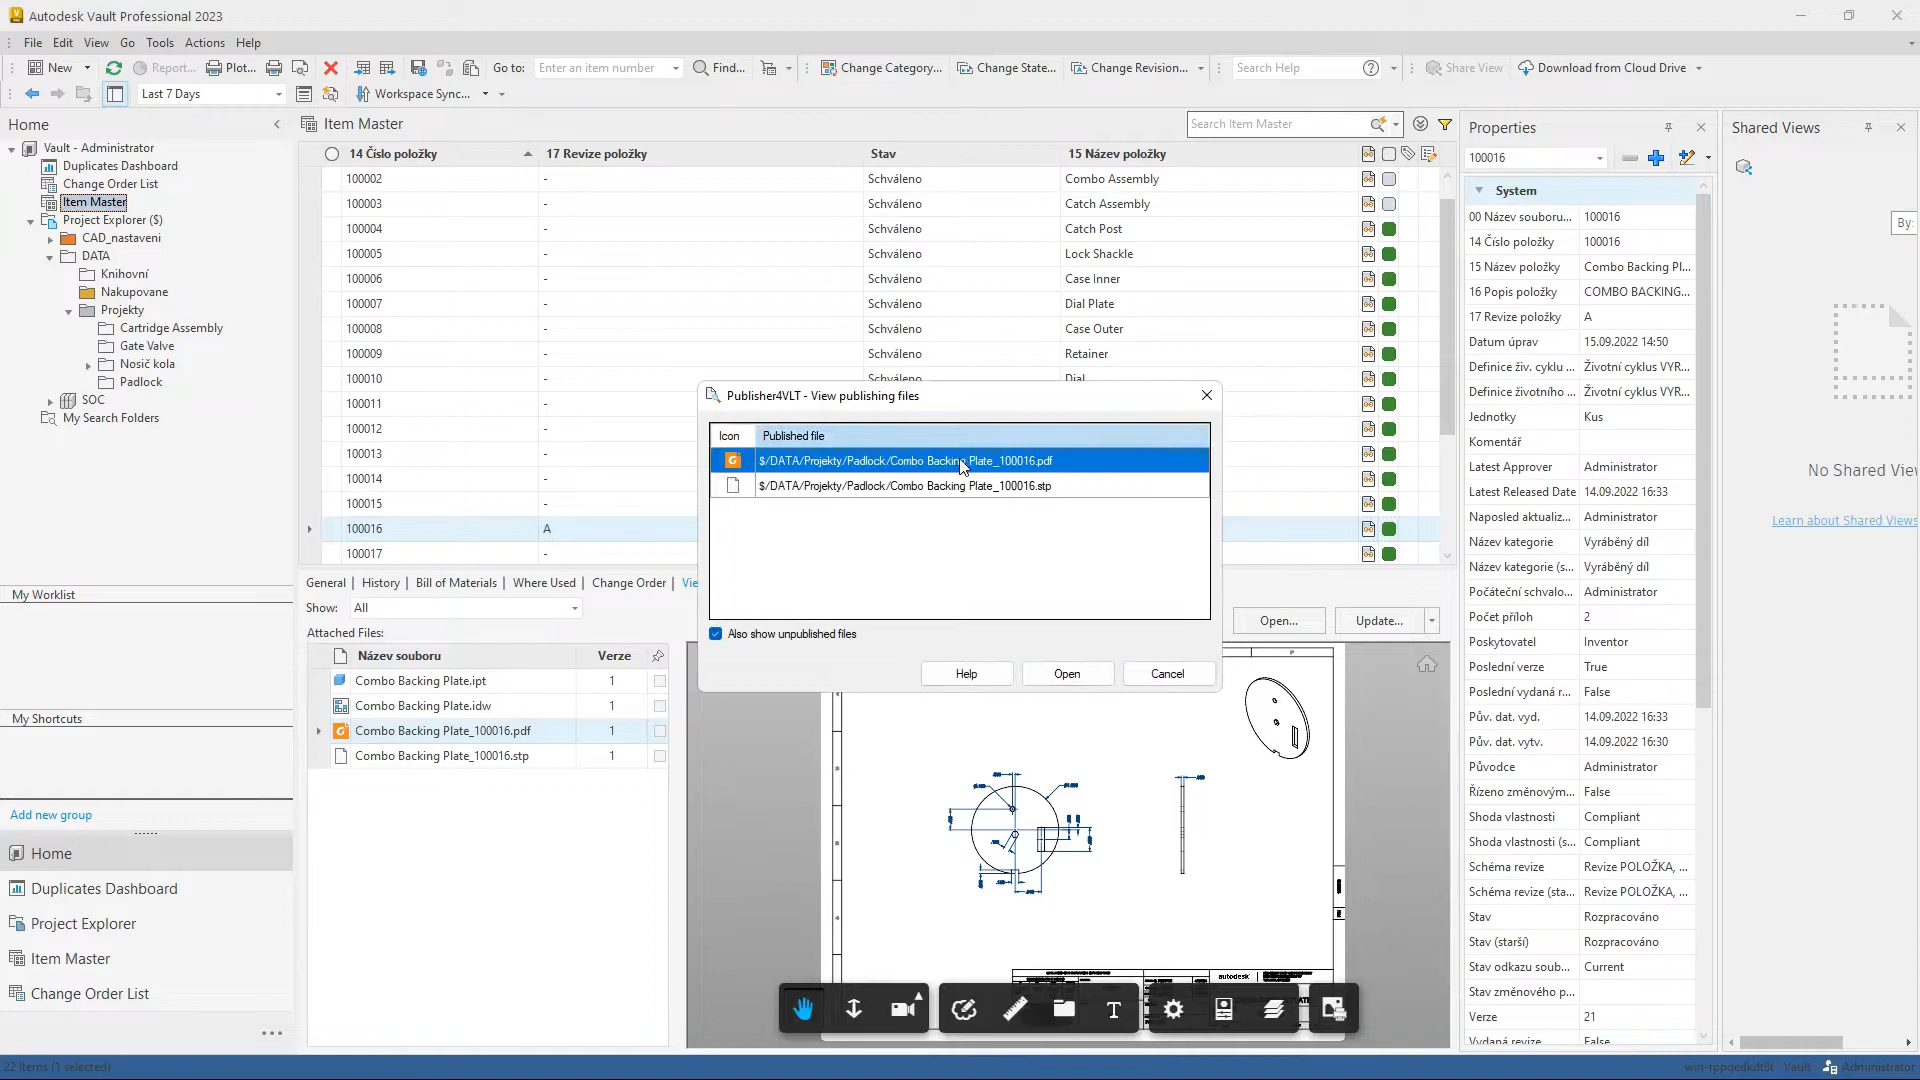 Autodesk Vault Professional 2023
File Edit View Go Tools Actions Help
New Report... Plot... Go to: Enter an item number Find... Change Category... Change State... Change Revision... Search Help Share View Download from Cloud Drive
Last 7 Days Workspace Sync...
Home
Vault - Administrator
Duplicates Dashboard
Change Order List
Item Master
Project Explorer ($)
CAD_nastaveni
DATA
Knihovní
Nakupovane
Projekty
Cartridge Assembly
Gate Valve
Nosič kola
Padlock
SOC
My Search Folders
My Worklist
My Shortcuts
Add new group
Home
Duplicates Dashboard
Project Explorer
Item Master
Change Order List
Item Master Search Item Master
14 Číslo položky 17 Revize položky Stav 15 Název položky
100002 - Schváleno Combo Assembly
100003 - Schváleno Catch Assembly
100004 - Schváleno Catch Post
100005 - Schváleno Lock Shackle
100006 - Schváleno Case Inner
100007 - Schváleno Dial Plate
100008 - Schváleno Case Outer
100009 - Schváleno Retainer
100010 - Schváleno Dial
100011 -
100012 -
100013 -
100014 -
100015 -
100016 A
100017 -
Publisher4VLT - View publishing files
Icon Published file
$/DATA/Projekty/Padlock/Combo Backing Plate_100016.pdf
$/DATA/Projekty/Padlock/Combo Backing Plate_100016.stp
Also show unpublished files
Help Open Cancel
General | History | Bill of Materials | Where Used | Change Order | Vie
Show: All
Open... Update...
Attached Files:
Název souboru Verze
Combo Backing Plate.ipt 1
Combo Backing Plate.idw 1
Combo Backing Plate_100016.pdf 1
Combo Backing Plate_100016.stp 1
autodesk
T
Properties
100016
System
00 Název souboru... 100016
14 Číslo položky 100016
15 Název položky Combo Backing Pl...
16 Popis položky COMBO BACKING...
17 Revize položky A
Datum úprav 15.09.2022 14:50
Definice živ. cyklu ... Životní cyklus VYR...
Definice životního ... Životní cyklus VYR...
Jednotky Kus
Komentář
Latest Approver Administrator
Latest Released Date 14.09.2022 16:33
Naposled aktualiz... Administrator
Název kategorie Vyráběný díl
Název kategorie (s... Vyráběný díl
Počáteční schvalo... Administrator
Počet příloh 2
Poskytovatel Inventor
Poslední verze True
Poslední vydaná r... False
Pův. dat. vyd. 14.09.2022 16:33
Pův. dat. vytv. 14.09.2022 16:30
Původce Administrator
Řízeno změnovým... False
Shoda vlastnosti Compliant
Shoda vlastnosti (s... Compliant
Schéma revize Revize POLOŽKA, ...
Schéma revize (sta... Revize POLOŽKA, ...
Stav Rozpracováno
Stav (starší) Rozpracováno
Stav odkazu soub... Current
Stav změnového p...
Verze 21
Vydaná revize False
Shared Views
By:
No Shared View
Learn about Shared Views
22 Items (1 selected) win-rppqedkdt8t Vault Administrator